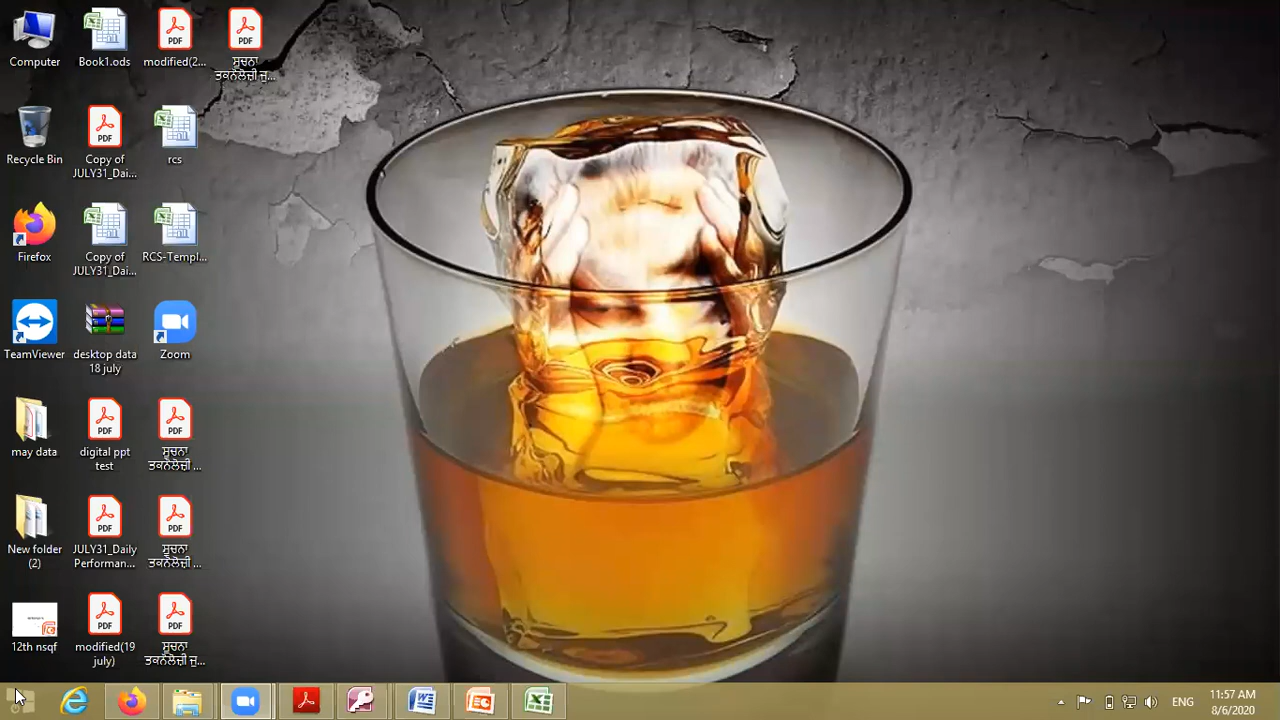 Computer
Recycle Bin
Firefox
TeamViewer
may data
New folder
(2)
12th nsqf
Book1.ods
PDF
Copy of
JULY31_Dai...
Copy of
JULY31_Dai...
desktop data
18 july
PDF
digital ppt
test
PDF
JULY31_Daily
Performan...
PDF
modified(19
july)
PDF
modified(2...
rcs
RCS-Templ...
Zoom
PDF
ਸੂਚਨਾ
ਤਕਨੌਲੋਜ਼ੀ ...
PDF
ਸੂਚਨਾ
ਤਕਨੌਲੋਜ਼ੀ ...
PDF
ਸੂਚਨਾ
ਤਕਨੌਲੋਜ਼ੀ ਜੁ...
PDF
ਸੂਚਨਾ
ਤਕਨੌਲੋਜ਼ੀ ਜੁ...
ENG
11:57 AM
8/6/2020